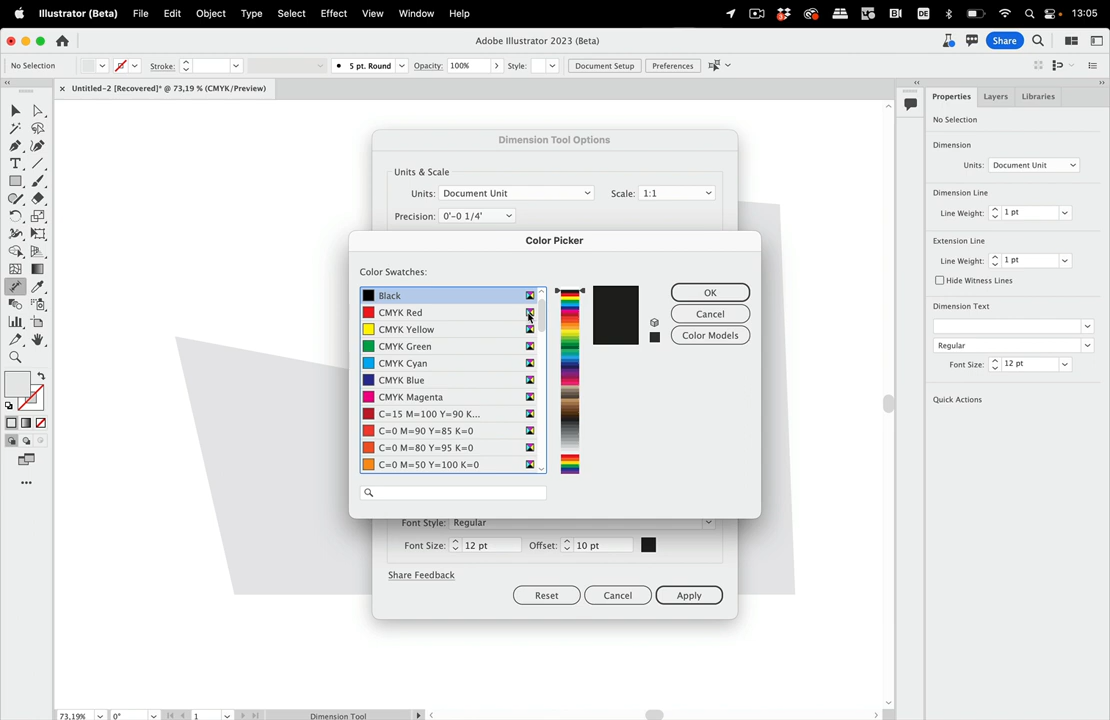 Illustrator (Beta) File Edit Object Type Select Effect View Window Help 3 DE 13:05
Adobe Illustrator 2023 (Beta) Share
No Selection Stroke: 5 pt. Round Opacity: 100% Style: Document Setup Preferences
Untitled-2 [Recovered]* @ 73,19 % (CMYK/Preview)
Properties Layers Libraries
No Selection
Dimension
Units: Document Unit
Dimension Line
Line Weight: 1 pt
Extension Line
Line Weight: 1 pt
Hide Witness Lines
Dimension Text
Regular
Font Size: 12 pt
Quick Actions
Dimension Tool Options
Units & Scale
Units: Document Unit Scale: 1:1
Precision: 0'-0 1/4'
Color Picker
Color Swatches:
Black
CMYK Red
CMYK Yellow
CMYK Green
CMYK Cyan
CMYK Blue
CMYK Magenta
C=15 M=100 Y=90 K...
C=0 M=90 Y=85 K=0
C=0 M=80 Y=95 K=0
C=0 M=50 Y=100 K=0
OK
Cancel
Color Models
Font Style: Regular
Font Size: 12 pt Offset: 10 pt
Share Feedback
Reset Cancel Apply
73,19% 0° 1 Dimension Tool